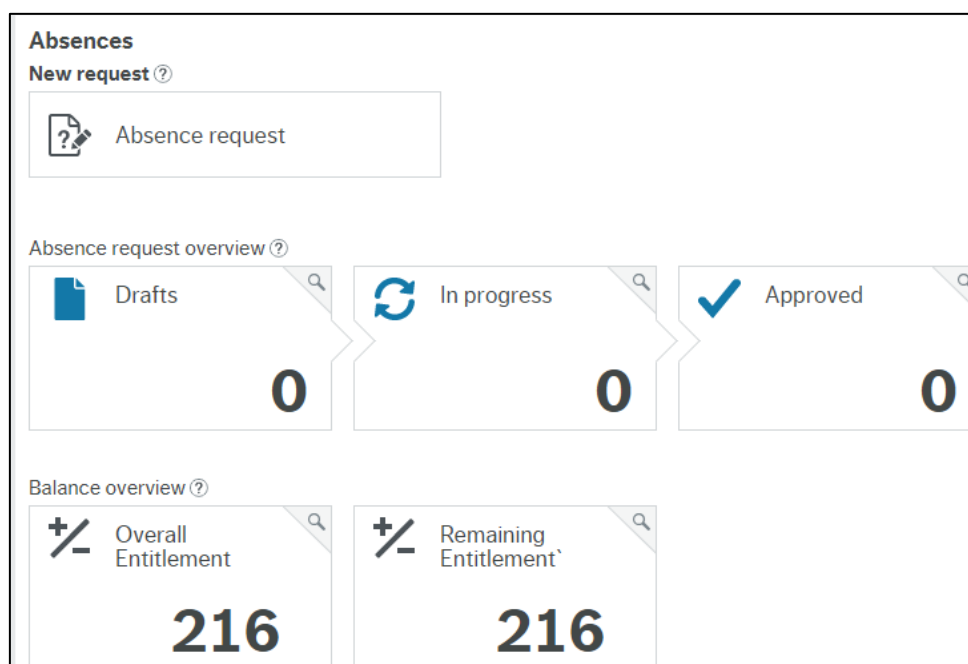 Absences
New request ?
Absence request
Absence request overview ?
Drafts
0
In progress
0
Approved
0
Balance overview ?
Overall
Entitlement
216
Remaining
Entitlement`
216